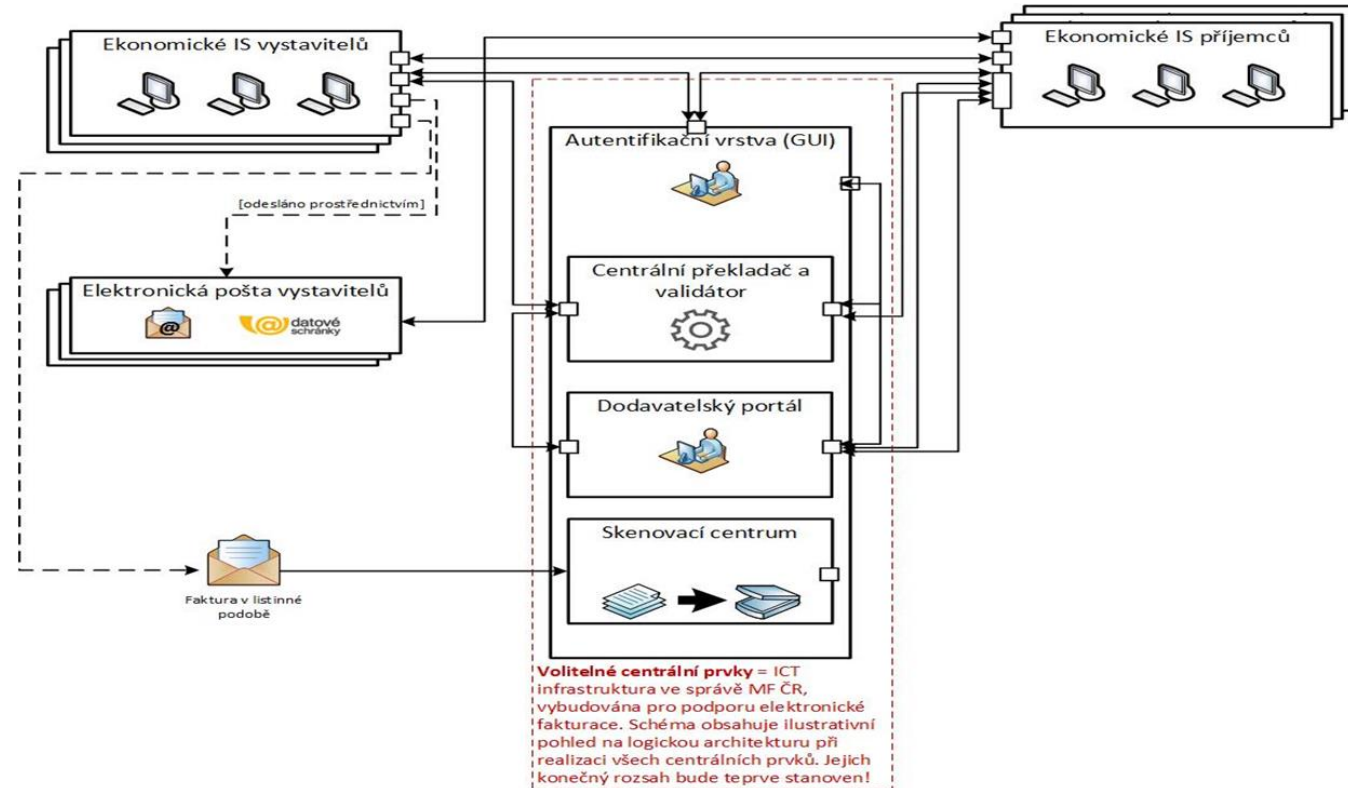 Ekonomické IS vystavitelů
Ekonomické IS příjemců
Autentifikační vrstva (GUI)
[odesláno prostřednictvím]
Centrální překladač a
validátor
Elektronická pošta vystavitelů
@
@ datové
schránky
Dodavatelský portál
Skenovací centrum
Faktura v listinné
podobě
Volitelné centrální prvky = ICT
infrastruktura ve správě MF ČR,
vybudována pro podporu elektronické
fakturace. Schéma obsahuje ilustrativní
pohled na logickou architekturu při
realizaci všech centrálních prvků. Jejich
konečný rozsah bude teprve stanoven!